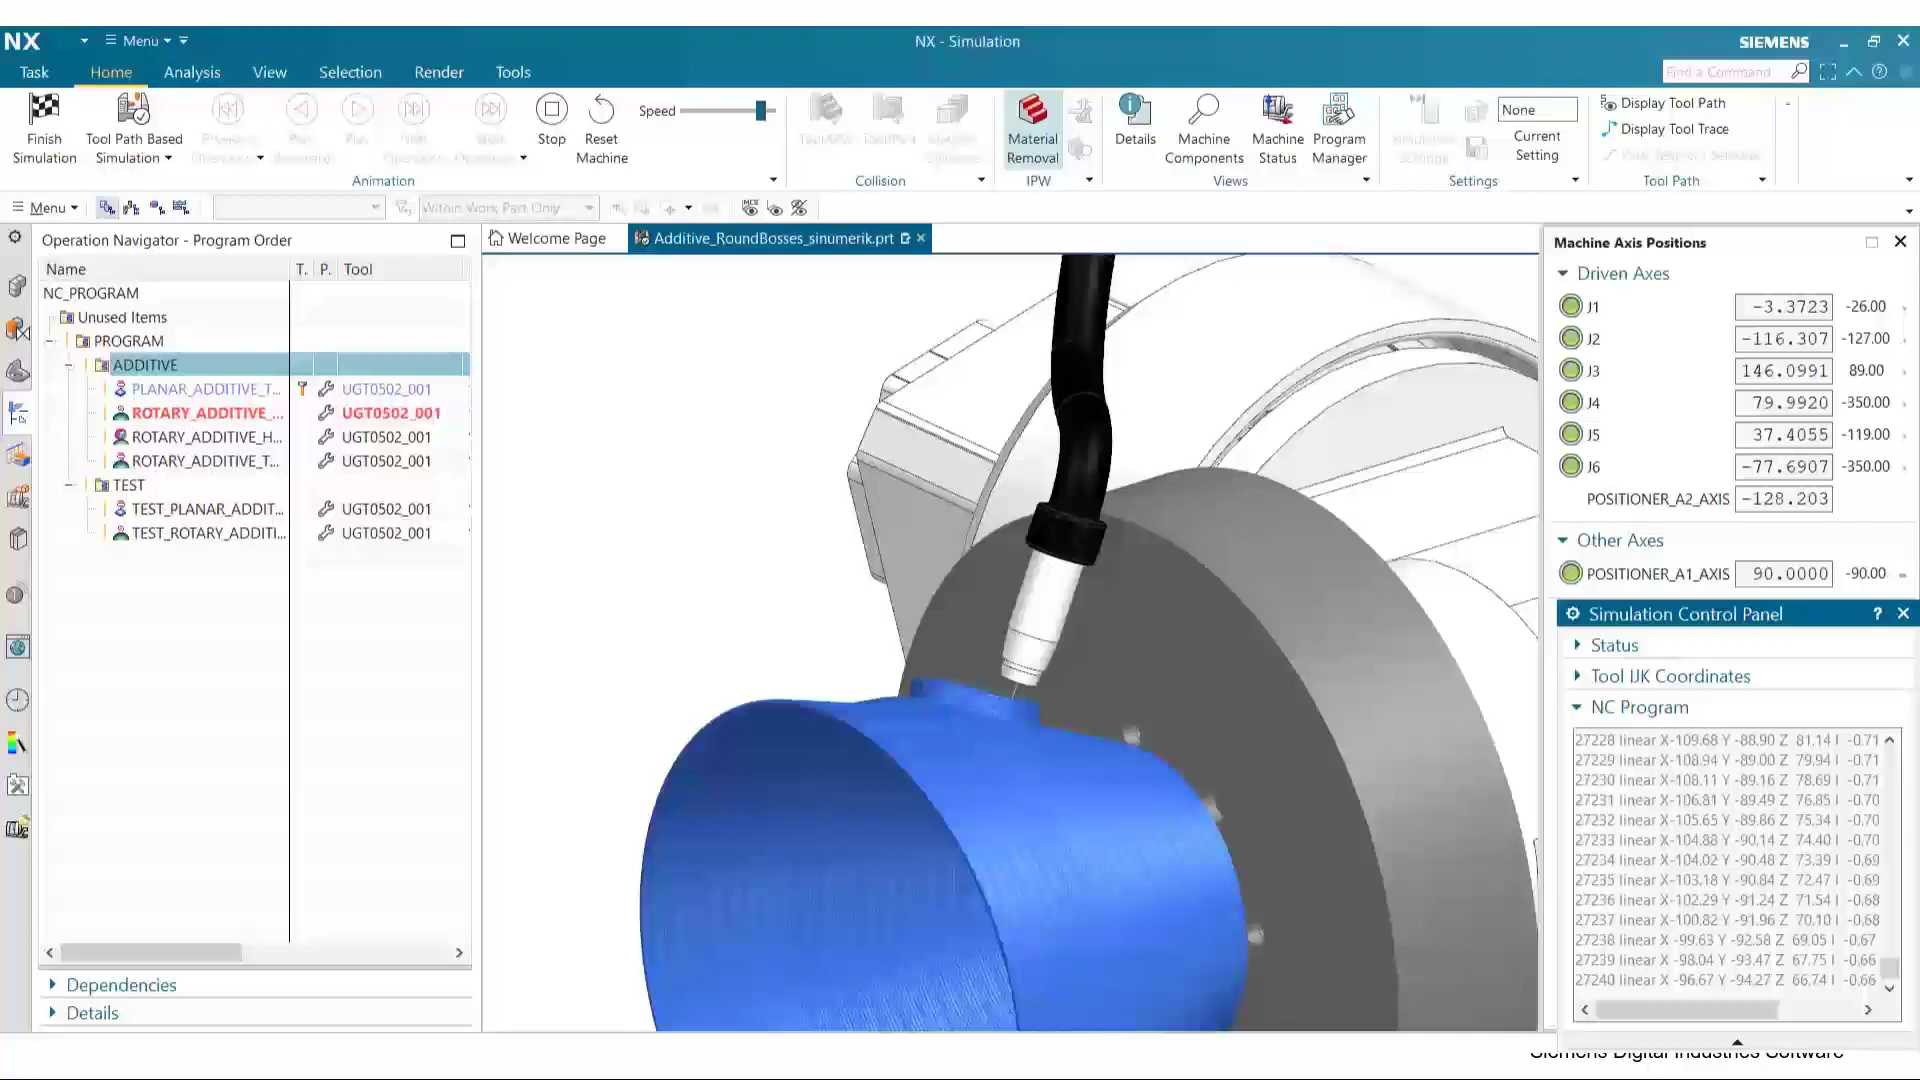 NX
Menu
NX - Simulation
SIEMENS
Task Home Analysis View Selection Render Tools
Find a Command
Finish Simulation
Tool Path Based Simulation
Play
Stop
Reset Machine
Speed
Animation
Collision
Material Removal
IPW
Details
Machine Components
Machine Status
Program Manager
Views
None
Current Setting
Settings
Display Tool Path
Display Tool Trace
Tool Path
Menu
Within Work Part Only
Operation Navigator - Program Order
Name T. P. Tool
NC_PROGRAM
Unused Items
PROGRAM
ADDITIVE
PLANAR_ADDITIVE_T... UGT0502_001
ROTARY_ADDITIVE_... UGT0502_001
ROTARY_ADDITIVE_H... UGT0502_001
ROTARY_ADDITIVE_T... UGT0502_001
TEST
TEST_PLANAR_ADDIT... UGT0502_001
TEST_ROTARY_ADDITI... UGT0502_001
Dependencies
Details
Welcome Page
Additive_RoundBosses_sinumerik.prt
Machine Axis Positions
Driven Axes
J1 -3.3723 -26.00
J2 -116.307 -127.00
J3 146.0991 89.00
J4 79.9920 -350.00
J5 37.4055 -119.00
J6 -77.6907 -350.00
POSITIONER_A2_AXIS -128.203
Other Axes
POSITIONER_A1_AXIS 90.0000 -90.00
Simulation Control Panel
Status
Tool IJK Coordinates
NC Program
27228 linear X-109.68 Y -88.90 Z 81.14 I -0.71
27229 linear X-108.94 Y -89.00 Z 79.94 I -0.71
27230 linear X-108.11 Y -89.16 Z 78.69 I -0.71
27231 linear X-106.81 Y -89.49 Z 76.85 I -0.70
27232 linear X-105.65 Y -89.86 Z 75.34 I -0.70
27233 linear X-104.88 Y -90.14 Z 74.40 I -0.70
27234 linear X-104.02 Y -90.48 Z 73.39 I -0.69
27235 linear X-103.18 Y -90.84 Z 72.47 I -0.69
27236 linear X-102.29 Y -91.24 Z 71.54 I -0.68
27237 linear X-100.82 Y -91.96 Z 70.10 I -0.68
27238 linear X -99.63 Y -92.58 Z 69.05 I -0.67
27239 linear X -98.04 Y -93.47 Z 67.75 I -0.66
27240 linear X -96.67 Y -94.27 Z 66.74 I -0.66
Siemens Digital Industries Software